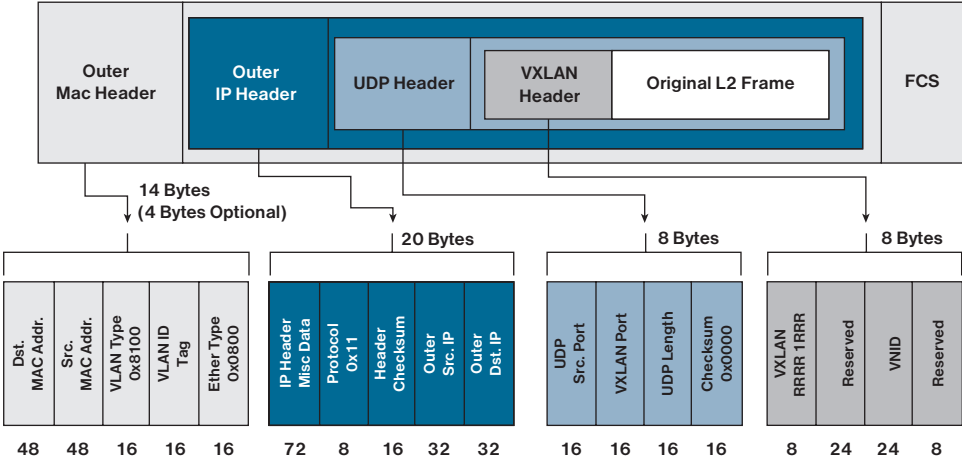 Outer
Mac Header
Outer
IP Header
UDP Header
VXLAN
Header
Original L2 Frame
FCS
14 Bytes
(4 Bytes Optional)
20 Bytes
8 Bytes
8 Bytes
Dst.
MAC Addr.
Src.
MAC Addr.
VLAN Type
0x8100
VLAN ID
Tag
Ether Type
0x0800
IP Header
Misc Data
Protocol
0x11
Header
Checksum
Outer
Src. IP
Outer
Dst. IP
UDP
Src. Port
VXLAN Port
UDP Length
Checksum
0x0000
VXLAN
RRRR 1RRR
Reserved
VNID
Reserved
48 48 16 16 16
72 8 16 32 32
16 16 16 16
8 24 24 8